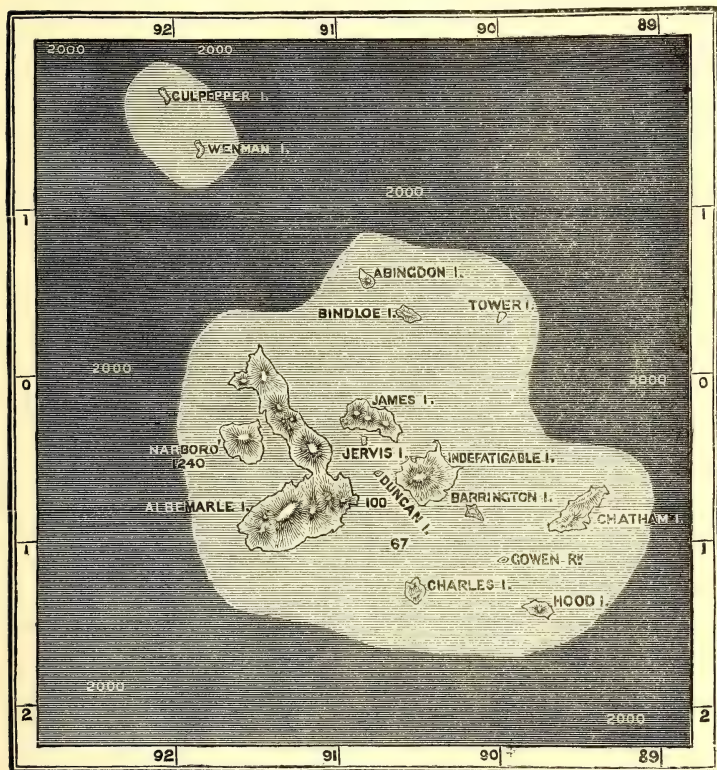 92 91 90 89
2000 2000
CULPEPPER I.
WENMAN I.
2000
1 1
ABINGDON I.
BINDLOE I. TOWER I.
2000 0 2000 0
JAMES I.
NARBORO'
1240
JERVIS I.
INDEFATIGABLE I.
DUNCAN I.
ALBEMARLE I.
100
BARRINGTON I.
CHATHAM I.
67
1 1
GOWEN RK
CHARLES I.
HOOD I.
2000
2000
2 2
92 91 90 89